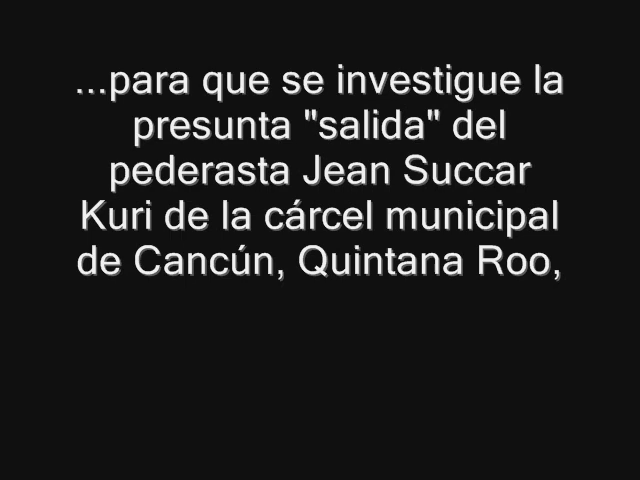 ...para que se investigue la
presunta "salida" del
pederasta Jean Succar
Kuri de la cárcel municipal
de Cancún, Quintana Roo,